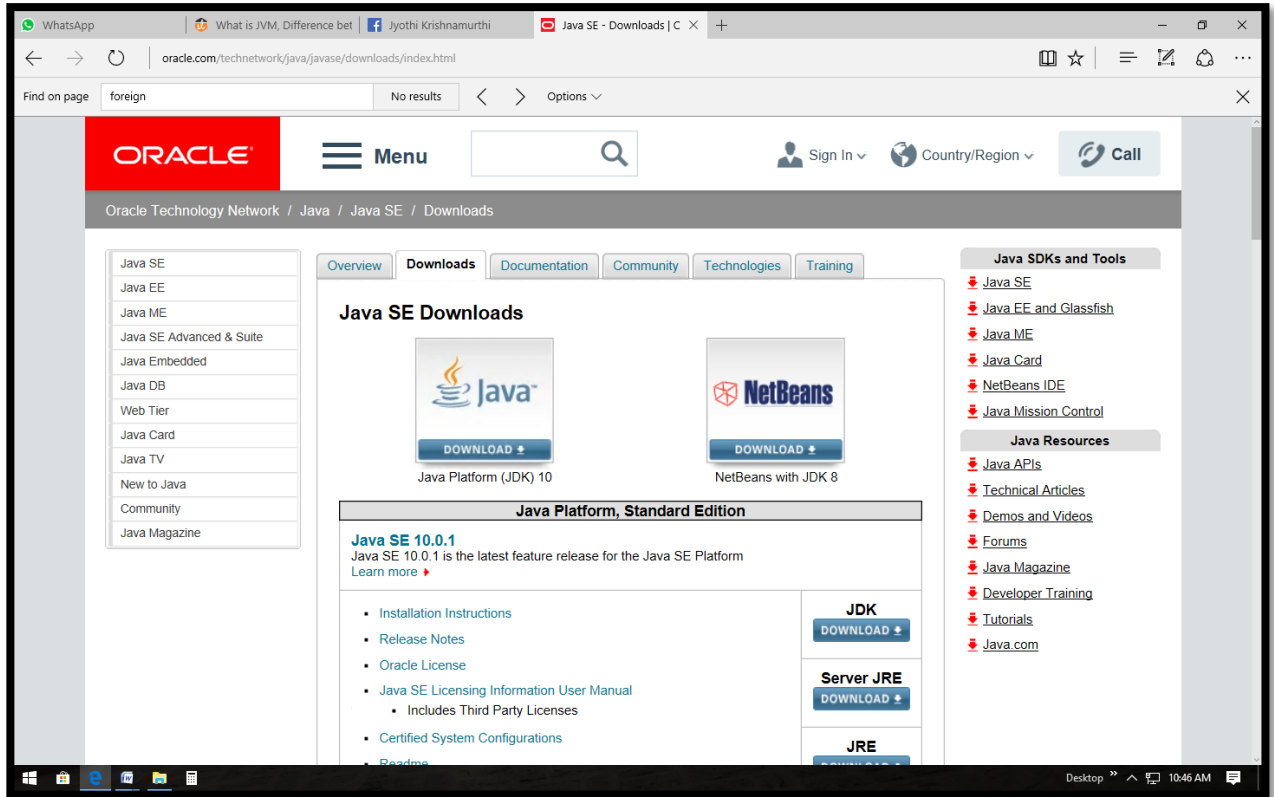 WhatsApp
What is JVM, Difference bet
Jyothi Krishnamurthi
Java SE - Downloads | C
oracle.com/technetwork/java/javase/downloads/index.html
Find on page
foreign
No results
Options
ORACLE
Menu
Sign In
Country/Region
Call
Oracle Technology Network / Java / Java SE / Downloads
Java SE
Java EE
Java ME
Java SE Advanced & Suite
Java Embedded
Java DB
Web Tier
Java Card
Java TV
New to Java
Community
Java Magazine
Overview
Downloads
Documentation
Community
Technologies
Training
Java SE Downloads
Java
DOWNLOAD
Java Platform (JDK) 10
NetBeans
DOWNLOAD
NetBeans with JDK 8
Java Platform, Standard Edition
Java SE 10.0.1
Java SE 10.0.1 is the latest feature release for the Java SE Platform
Learn more
Installation Instructions
Release Notes
Oracle License
Java SE Licensing Information User Manual
Includes Third Party Licenses
Certified System Configurations
Readme
JDK
DOWNLOAD
Server JRE
DOWNLOAD
JRE
DOWNLOAD
Java SDKs and Tools
Java SE
Java EE and Glassfish
Java ME
Java Card
NetBeans IDE
Java Mission Control
Java Resources
Java APIs
Technical Articles
Demos and Videos
Forums
Java Magazine
Developer Training
Tutorials
Java.com
Desktop
10:46 AM